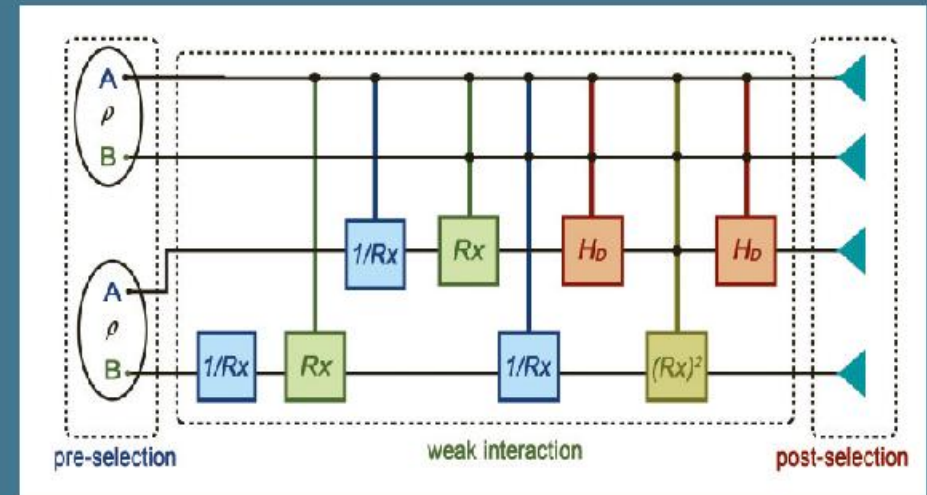 A
ρ
B
1/Rx
Rx
H_D
H_D
A
ρ
B
1/Rx
Rx
1/Rx
(Rx)²
pre-selection
weak interaction
post-selection